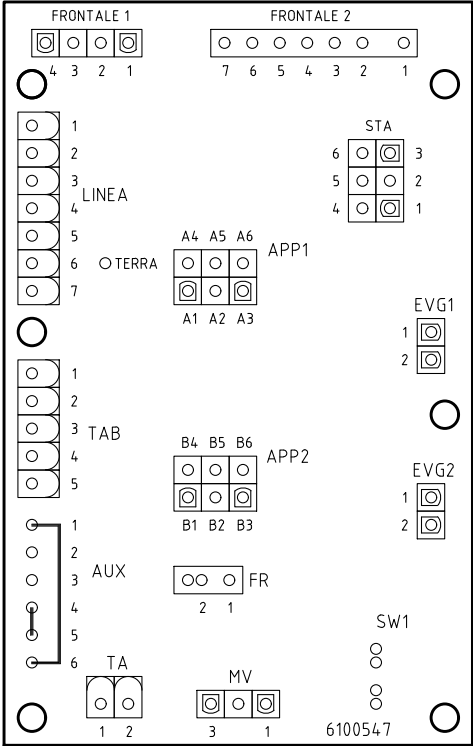 FRONTALE 1
FRONTALE 2
4 3 2 1
7 6 5 4 3 2 1
LINEA
1
2
3
4
5
6
7
TERRA
STA
6 3
5 2
4 1
A4 A5 A6
APP1
A1 A2 A3
EVG1
1
2
TAB
1
2
3
4
5
B4 B5 B6
APP2
B1 B2 B3
EVG2
1
2
AUX
1
2
3
4
5
6
FR
2 1
TA
1 2
MV
3 1
SW1
6100547